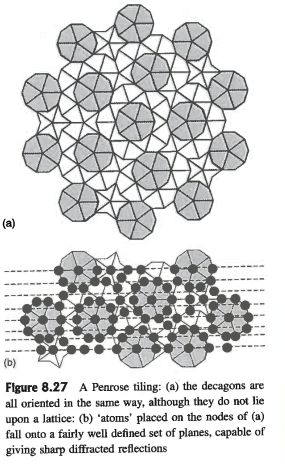 (a)
(b)
Figure 8.27 A Penrose tiling: (a) the decagons are
all oriented in the same way, although they do not lie
upon a lattice: (b) 'atoms' placed on the nodes of (a)
fall onto a fairly well defined set of planes, capable of
giving sharp diffracted reflections